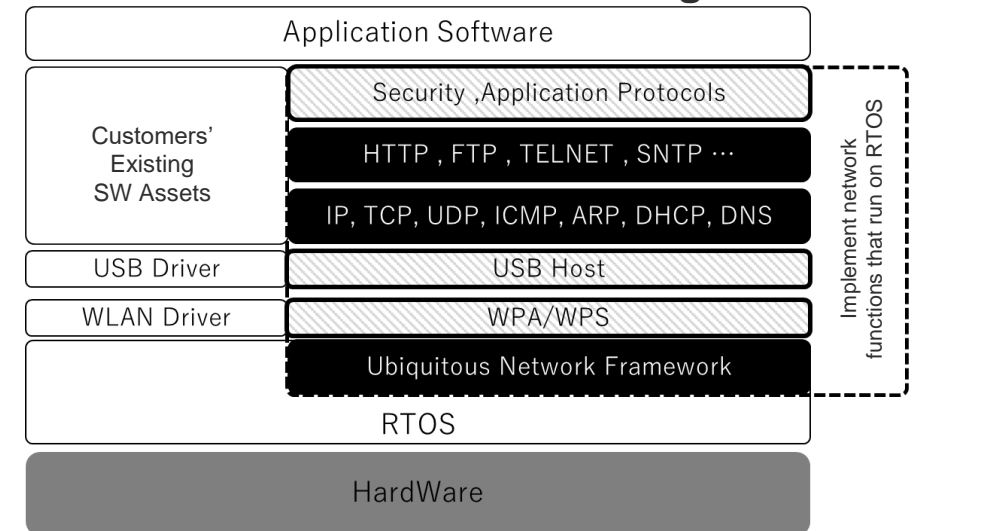 Application Software
Security ,Application Protocols
Customers'
Existing
SW Assets
HTTP , FTP , TELNET , SNTP ⋯
IP, TCP, UDP, ICMP, ARP, DHCP, DNS
USB Driver
USB Host
WLAN Driver
WPA/WPS
Ubiquitous Network Framework
RTOS
HardWare
Implement network
functions that run on RTOS